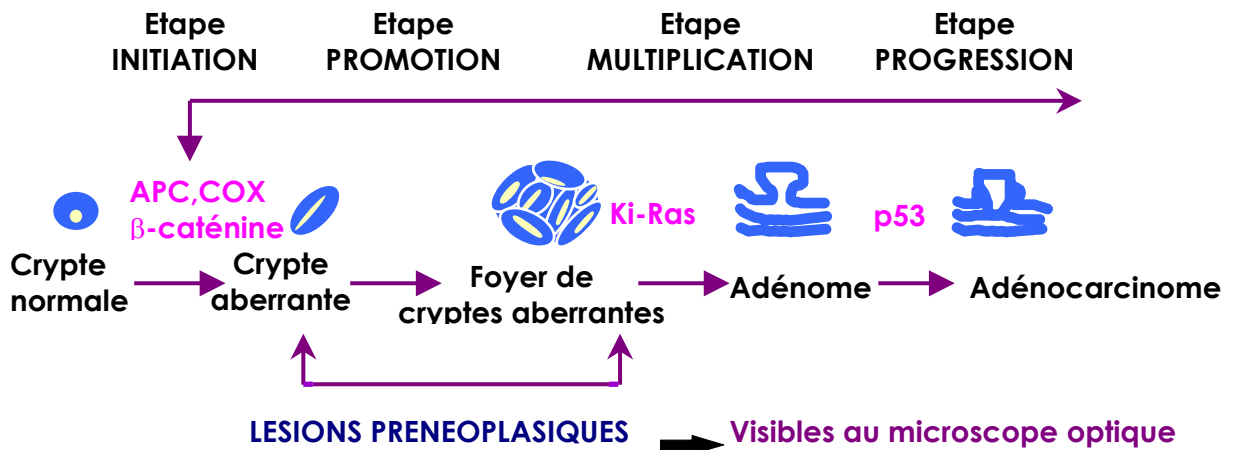 Etape Etape Etape Etape
INITIATION PROMOTION MULTIPLICATION PROGRESSION
APC,COX
β-caténine
Ki-Ras
p53
Crypte
normale
Crypte
aberrante
Foyer de
cryptes aberrantes
Adénome
Adénocarcinome
LESIONS PRENEOPLASIQUES
Visibles au microscope optique